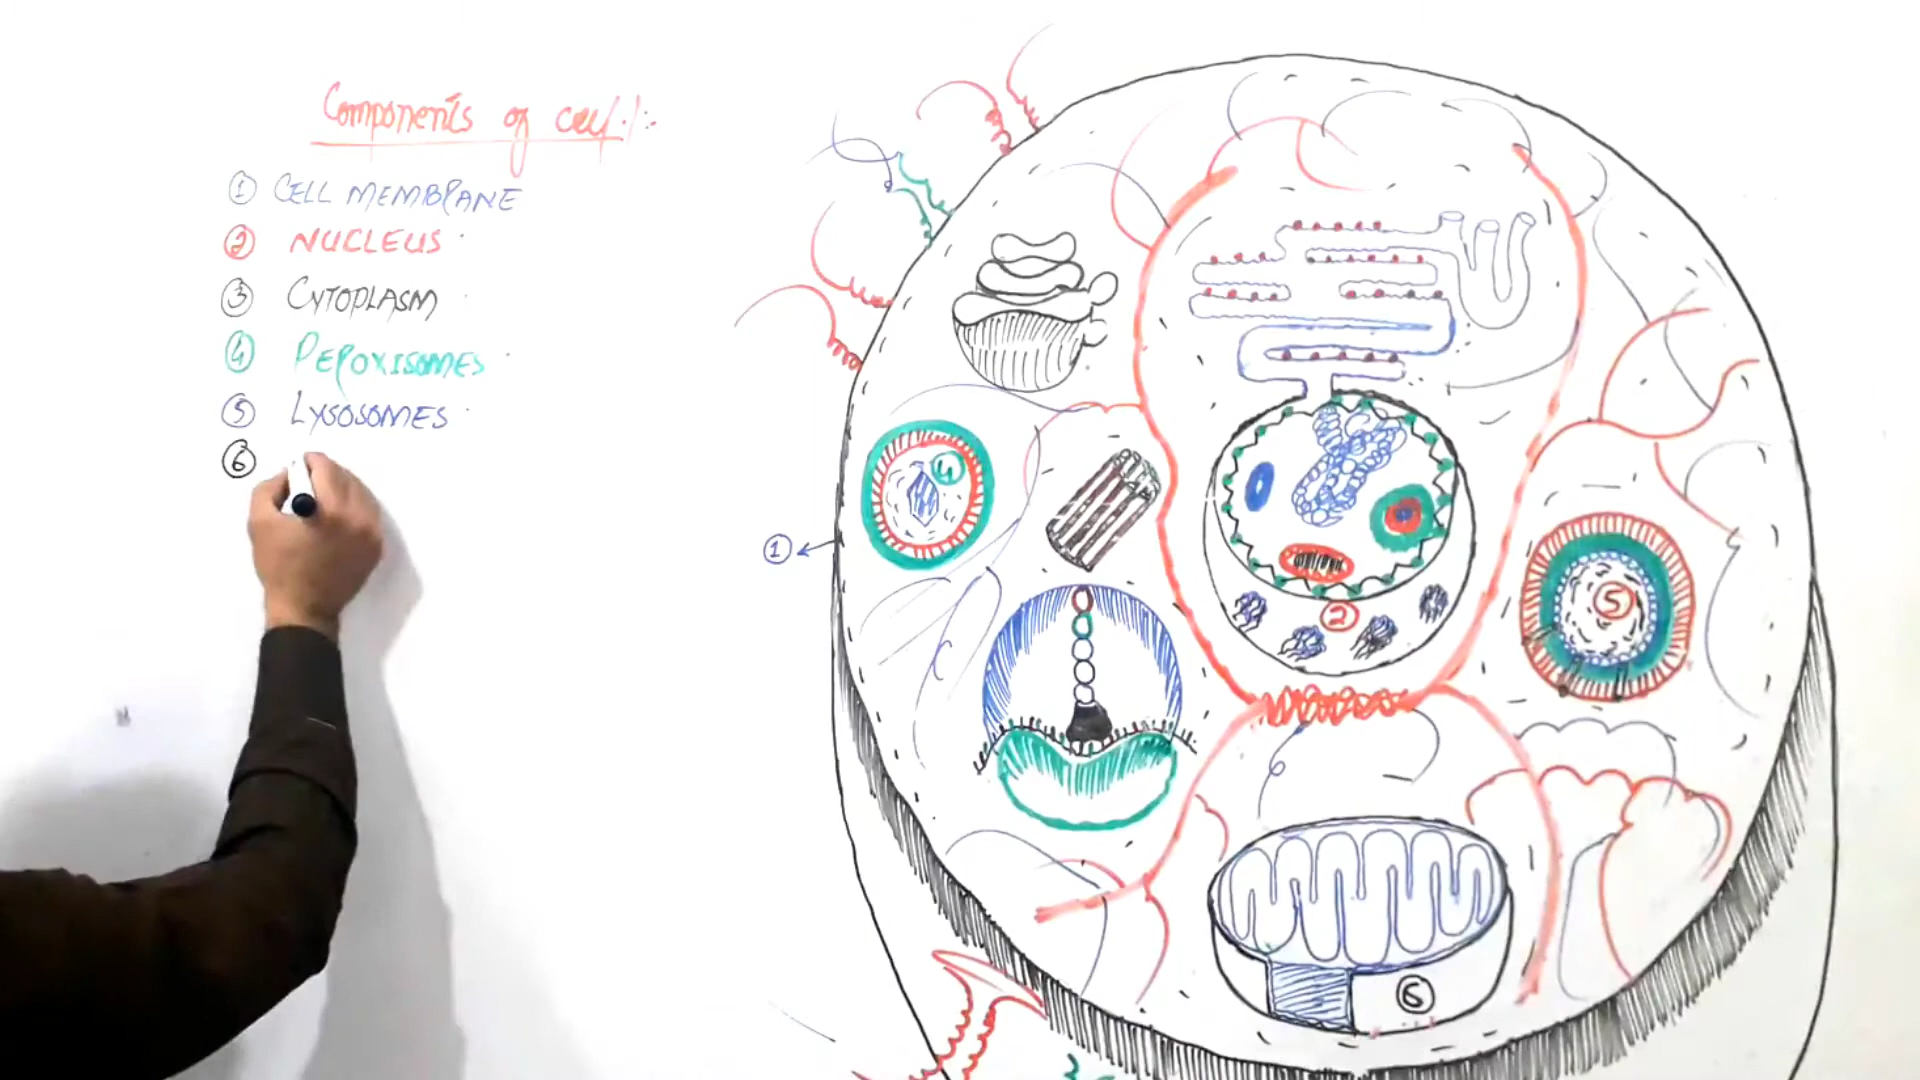 Components of cell:
① CELL MEMBRANE
② NUCLEUS
③ CYTOPLASM
④ PEROXISOMES
⑤ LYSOSOMES
⑥
4
①
②
5
⑥